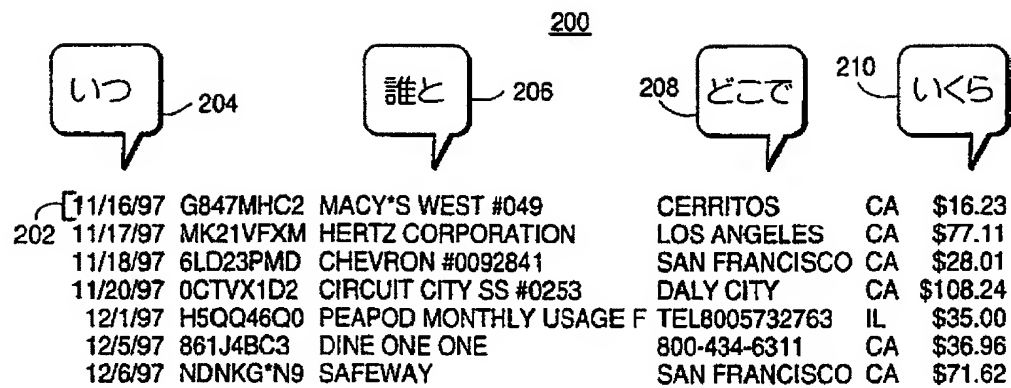 200
いつ 204 誰と 206 208 どこで 210 いくら
11/16/97 G847MHC2 MACY*S WEST #049 CERRITOS CA $16.23
202 11/17/97 MK21VFXM HERTZ CORPORATION LOS ANGELES CA $77.11
11/18/97 6LD23PMD CHEVRON #0092841 SAN FRANCISCO CA $28.01
11/20/97 0CTVX1D2 CIRCUIT CITY SS #0253 DALY CITY CA $108.24
12/1/97 H5QQ46Q0 PEAPOD MONTHLY USAGE F TEL8005732763 IL $35.00
12/5/97 861J4BC3 DINE ONE ONE 800-434-6311 CA $36.96
12/6/97 NDNKG*N9 SAFEWAY SAN FRANCISCO CA $71.62